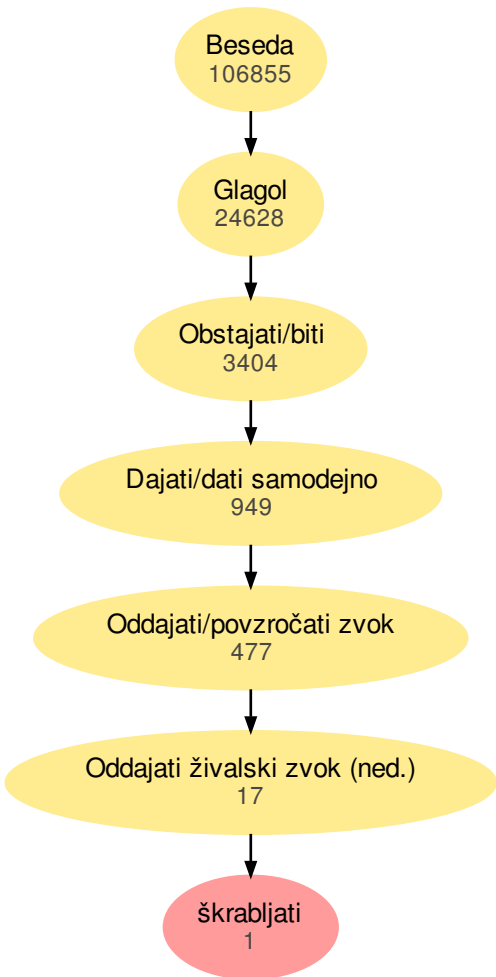 Beseda
106855
Glagol
24628
Obstajati/biti
3404
Dajati/dati samodejno
949
Oddajati/povzročati zvok
477
Oddajati živalski zvok (ned.)
17
škrabljati
1